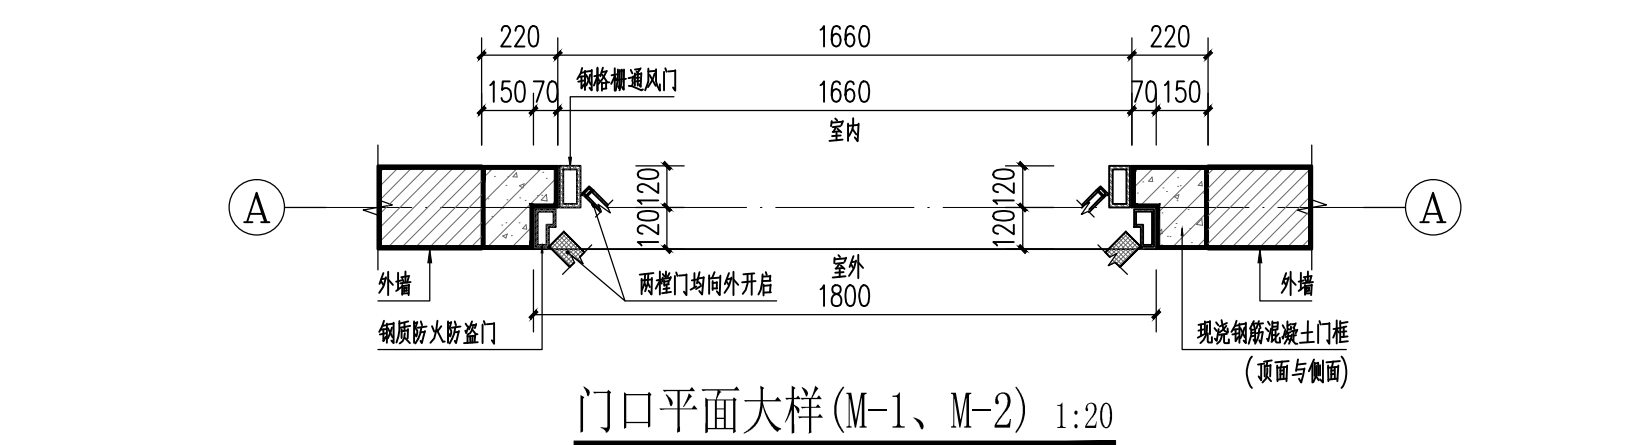 220 1660 220
钢格栅通风门
150 70 1660 70 150
室内
120 120
120 120
A A
室外
外墙 两樘门均向外开启 外墙
1800
钢质防火防盗门 现浇钢筋混凝土门框
(顶面与侧面)
门口平面大样(M-1、M-2) 1:20